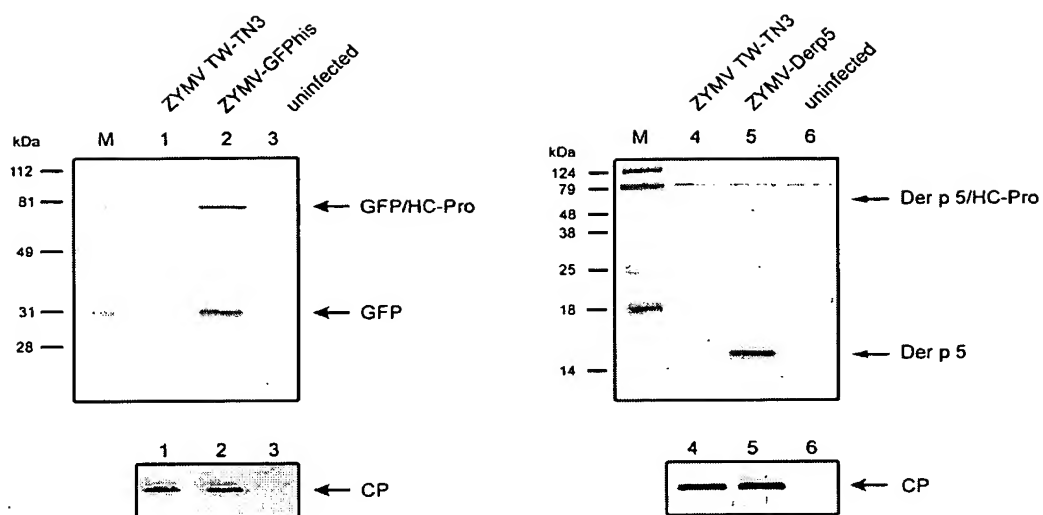 ZYMV TW-TN3
ZYMV-GFPhis
uninfected
kDa
M
1
2
3
112
81
49
31
28
GFP/HC-Pro
GFP
1
2
3
CP
ZYMV TW-TN3
ZYMV-Derp5
uninfected
kDa
M
4
5
6
124
79
48
38
25
18
14
Der p 5/HC-Pro
Der p 5
4
5
6
CP